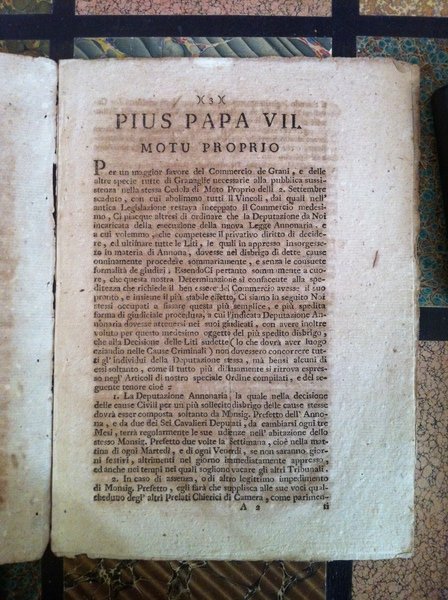 X3X
PIUS PAPA VII.
MOTU PROPRIO
Per un maggior favore del Commercio de Grani, e delle
altre specie tutte di Granaglie necessarie alla pubblica sussi-
stenza nella stessa Cedola di Moto Proprio delli 2. Settembre
scaduto, con cui abolimmo tutti li Vincoli, dai quali nell'
antica Legislazione restava inceppato il Commercio medesi-
mo, Ci piacque altresì di ordinare che la Deputazione da Noi
incaricata della esecuzione della nuova Legge Annonaria, e
a cui volemmo, che competesse il privativo diritto di decide-
re, ed ultimare tutte le Liti, le quali in appresso insorgesse-
ro in materia di Annona, dovesse nel disbrigo di dette cause
onninamente procedere sommariamente, e senza le consuete
formalità de giudizj. EssendoCi pertanto sommamente a cuo-
re, che questa nostra Determinazione si confacente alla spe-
ditezza che richiede il ben essere del Commercio avesse il suo
pronto, e insieme il più stabile effetto, Ci siamo in seguito Noi
stessi occupati a fissare questa più semplice, e più spedita
forma di giudiciale procedura, a cui l'indicata Deputazione An-
nonaria dovesse attenersi nei suoi giudicati, con avere inoltre
voluto per questo medesimo oggetto del più spedito disbrigo,
che alla Decisione delle Liti sudette (lo che dovrà aver luogo
eziandio nelle Cause Criminali) non dovessero concorrere tut-
ti gl' individui della Deputazione stessa, ma bensì alcuni di
essi soltanto, come il tutto più diffusamente si ritrova espres-
so negl' Articoli di nostro speciale Ordine compilati, e del se-
guente tenore cioè:
1. La Deputazione Annonaria, la quale nella decisione
delle cause Civili per un più sollecito disbrigo delle cause stesse
dovrà esser composta soltanto da Monsig. Prefetto dell' Anno-
na, e da due dei Sei Cavalieri Deputati, da cambiarsi ogni tre
Mesi, terrà regolarmente le sue udienze nell' abitazione dello
stesso Monsig. Prefetto due volte la Settimana, cioè nella mat-
tina di ogni Martedì, e di ogni Venerdì, se non saranno gior-
ni festivi, altrimenti nel giorno immediatamente appresso,
ed anche nei tempi nei quali sogliono vacare gli altri Tribunali.
2. In caso di assenza, o di altro legittimo impedimento
di Monsig. Prefetto, egli farà che supplisca alle sue voci qual-
cheduno degl' altri Prelati Chierici di Camera, come parimen-
A 2
ti